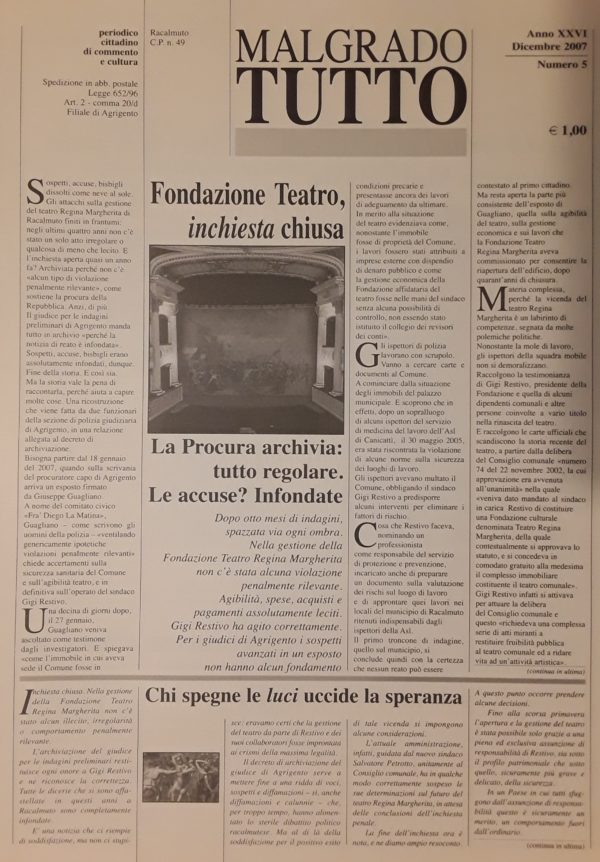 periodico
cittadino
di commento
e cultura
Spedizione in abb. postale
Legge 652/96
Art. 2 - comma 20/d
Filiale di Agrigento
Racalmuto
C.P. n. 49
MALGRADO
TUTTO
Anno XXVI
Dicembre 2007
Numero 5
€ 1,00
Sospetti, accuse, bisbigli
dissolti come neve al sole.
Gli attacchi sulla gestione
del teatro Regina Margherita di
Racalmuto finiti in frantumi:
negli ultimi quattro anni non c'è
stato un solo atto irregolare o
qualcosa di meno che lecito. E
l'inchiesta aperta quasi un anno
fa? Archiviata perché non c'è
«alcun tipo di violazione
penalmente rilevante», come
sostiene la procura della
Repubblica. Anzi, di più
Il giudice per le indagini
preliminari di Agrigento manda
tutto in archivio «perché la
notizia di reato è infondata».
Sospetti, accuse, bisbigli erano
assolutamente infondati, dunque.
Fine della storia. E così sia.
Ma la storia vale la pena di
raccontarla, perché aiuta a capire
molte cose. Una ricostruzione
che viene fatta da due funzionari
della sezione di polizia giudiziaria
di Agrigento, in una relazione
allegata al decreto di
archiviazione.
Bisogna partire dal 18 gennaio
del 2007, quando sulla scrivania
del procuratore capo di Agrigento
arriva un esposto firmato
da Giuseppe Guagliano
A nome del comitato civico
«Fra' Diego La Matina»,
Guagliano – come scrivono gli
uomini della polizia – «ventilando
genericamente ipotetiche
violazioni penalmente rilevanti»
chiede accertamenti sulla
sicurezza sanitaria del Comune
e sull'agibilità teatro, e in
definitiva sull'operato del sindaco
Gigi Restivo.
Una decina di giorni dopo,
il 27 gennaio,
Guagliano veniva
ascoltato come testimone
dagli investigatori. E spiegava
«come l'immobile in cui aveva
sede il Comune fosse in
Fondazione Teatro,
inchiesta chiusa
La Procura archivia:
tutto regolare.
Le accuse? Infondate
Dopo otto mesi di indagini,
spazzata via ogni ombra.
Nella gestione della
Fondazione Teatro Regina Margherita
non c'è stata alcuna violazione
penalmente rilevante.
Agibilità, spese, acquisti e
pagamenti assolutamente leciti.
Gigi Restivo ha agito correttamente.
Per i giudici di Agrigento i sospetti
avanzati in un esposto
non hanno alcun fondamento
condizioni precarie e
presentasse ancora dei lavori
di adeguamento da ultimare.
In merito alla situazione
del teatro evidenziava come,
nonostante l'immobile
fosse di proprietà del Comune,
i lavori fossero stati attribuiti a
imprese esterne con dispendio
di denaro pubblico e come
la gestione economica della
Fondazione affidataria del
teatro fosse nelle mani del sindaco
senza alcuna possibilità di
controllo, non essendo stato
istituito il collegio dei revisori
dei conti».
Gli ispettori di polizia
lavorano con scrupolo.
Vanno a cercare carte e
documenti al Comune.
A cominciare dalla situazione
degli immobili del palazzo
municipale. E scoprono che in
effetti, dopo un sopralluogo
di alcuni ispettori del servizio
di medicina del lavoro dell'Asl
di Canicattì, il 30 maggio 2005,
era stata riscontrata la violazione
di alcune norme sulla sicurezza
dei luoghi di lavoro.
Gli ispettori avevano multato il
Comune, obbligando il sindaco
Gigi Restivo a predisporre
alcuni interventi per eliminare i
fattori di rischio.
Cosa che Restivo faceva,
nominando un
professionista
come responsabile del servizio
di protezione e prevenzione,
incaricato anche di preparare
un documento sulla valutazione
dei rischi sul luogo di lavoro
e di approntare quei lavori nei
locali del municipio di Racalmuto
ritenuti indispensabili dagli
ispettori della Asl.
Il primo troncone di indagine,
quello sul municipio, si
conclude quindi con la certezza
che nessun reato può essere
contestato al primo cittadino.
Ma resta aperta la parte più
consistente dell'esposto di
Guagliano, quella sulla agibilità
del teatro, sulla gestione
economica e sui lavori che
la Fondazione Teatro
Regina Margherita aveva
commissionato per consentire la
riapertura dell'edificio, dopo
quarant'anni di chiusura.
Materia complessa,
perché la vicenda del
teatro Regina
Margherita è un labirinto di
competenze, segnata da molte
polemiche politiche.
Nonostante la mole di lavoro,
gli ispettori della squadra mobile
non si demoralizzano.
Raccolgono la testimonianza
di Gigi Restivo, presidente della
Fondazione e quella di alcuni
dipendenti comunali e altre
persone coinvolte a vario titolo
nella rinascita del teatro.
E raccolgono le carte ufficiali che
scandiscono la storia recente del
teatro, a partire dalla delibera
del Consiglio comunale «numero
74 del 22 novembre 2002, la cui
approvazione era avvenuta
all'unanimità» nella quale
«veniva dato mandato al sindaco
in carica Restivo di costituire
una Fondazione culturale
denominata Teatro Regina
Margherita, della quale
contestualmente si approvava lo
statuto, e si concedeva in
comodato gratuito alla medesima
il complesso immobiliare
costituente il teatro comunale».
Gigi Restivo infatti si attivava
per attuare la delibera
del Consiglio comunale e
questo «richiedeva una complessa
serie di atti miranti a
restituire fruibilità pubblica
al teatro comunale ed a ridare
vita ad un'attività artistica».
(continua in ultima)
Chi spegne le luci uccide la speranza
Inchiesta chiusa. Nella gestione
della Fondazione Teatro
Regina Margherita non c'è
stato alcun illecito, irregolarità
o comportamento penalmente
rilevante.
L'archiviazione del giudice
per le indagini preliminari restituisce
ogni onore a Gigi Restivo
e ne riconosce la correttezza.
Tutte le dicerie che si sono affastellate
in questi anni a
Racalmuto sono completamente
infondate.
E' una notizia che ci riempie
di soddisfazione, ma non ci stupisce:
eravamo certi che la gestione
del teatro da parte di Restivo e dei
suoi collaboratori fosse improntata
ai crismi della massima legalità.
Il decreto di archiviazione del
giudice di Agrigento serve a
mettere fine a una ridda di voci,
sospetti e diffamazioni – sì, anche
diffamazioni e calunnie – che,
per troppo tempo, hanno alimentato
lo sterile dibattito politico
racalmutese. Ma al di là della
soddisfazione per il positivo esito
di tale vicenda si impongono
alcune considerazioni.
L'attuale amministrazione,
infatti, guidata dal nuovo sindaco
Salvatore Petrotto, unitamente al
Consiglio comunale, ha in qualche
modo correttamente sospeso le
sue determinazioni sul futuro del
teatro Regina Margherita, in attesa
delle conclusioni dell'inchiesta
penale.
La fine dell'inchiesta ora è
nota, e ne diamo ampio resoconto
A questo punto occorre prendere
alcune decisioni.
Fino alla scorsa primavera
l'apertura e la gestione del teatro
è stata possibile solo grazie a una
piena ed esclusiva assunzione di
responsabilità di Restivo, sia sotto
il profilo patrimoniale che sotto
quello, sicuramente più grave e
delicato, della sicurezza.
In un Paese in cui tutti
fuggono dall'assunzione di responsabilità
questo è sicuramente un
merito, un comportamento fuori
dall'ordinario.
(continua in ultima)